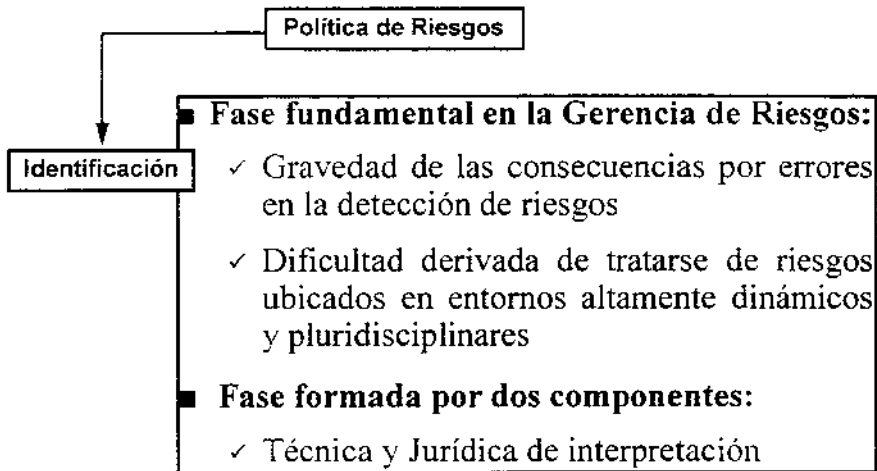 Política de Riesgos
Identificación
■ Fase fundamental en la Gerencia de Riesgos:
✓ Gravedad de las consecuencias por errores
en la detección de riesgos
✓ Dificultad derivada de tratarse de riesgos
ubicados en entornos altamente dinámicos
y pluridisciplinares
■ Fase formada por dos componentes:
✓ Técnica y Jurídica de interpretación